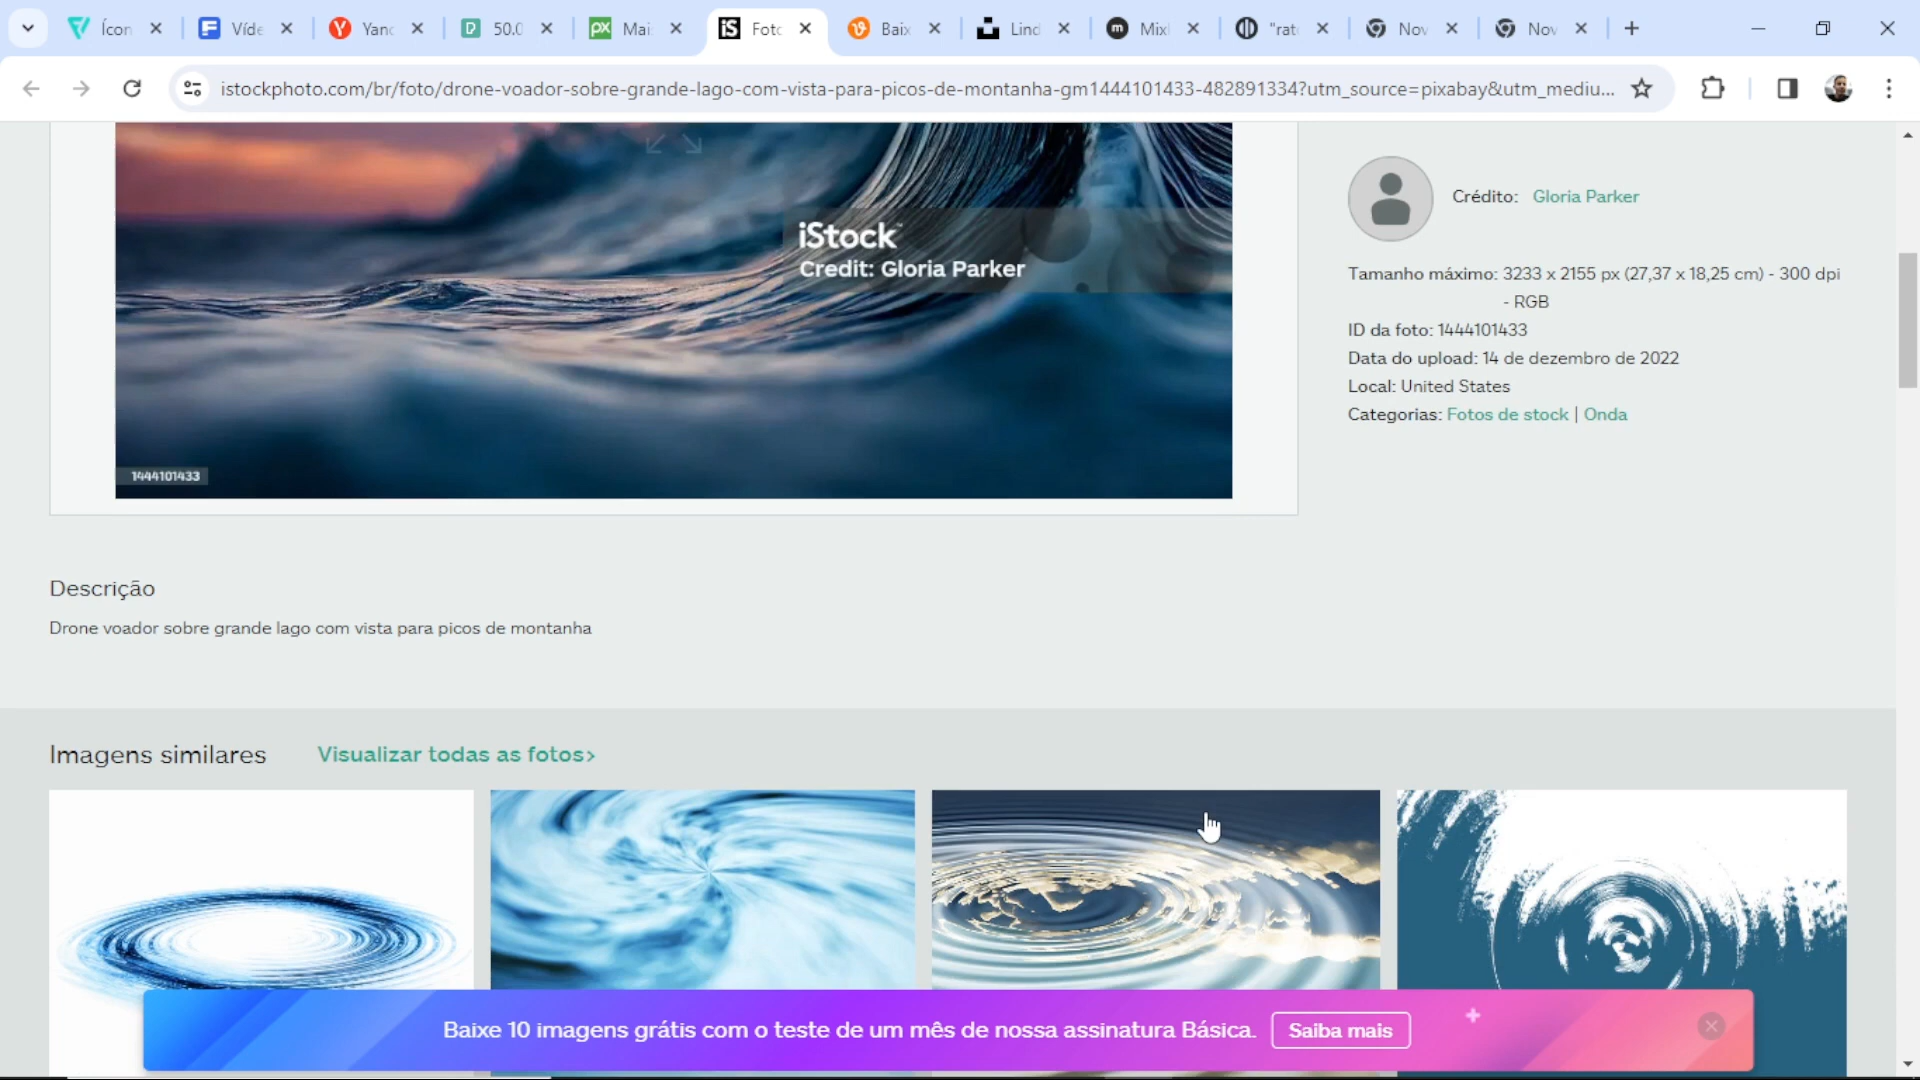 Ícon
Víde
Yanc
50.0
Mai
Foto
Baix
Lind
Mixl
"rat
Nov
Nov
istockphoto.com/br/foto/drone-voador-sobre-grande-lago-com-vista-para-picos-de-montanha-gm1444101433-482891334?utm_source=pixabay&utm_mediu...
iStock
Credit: Gloria Parker
1444101433
Crédito: Gloria Parker
Tamanho máximo: 3233 x 2155 px (27,37 x 18,25 cm) - 300 dpi
- RGB
ID da foto: 1444101433
Data do upload: 14 de dezembro de 2022
Local: United States
Categorias: Fotos de stock | Onda
Descrição
Drone voador sobre grande lago com vista para picos de montanha
Imagens similares
Visualizar todas as fotos>
Baixe 10 imagens grátis com o teste de um mês de nossa assinatura Básica. Saiba mais